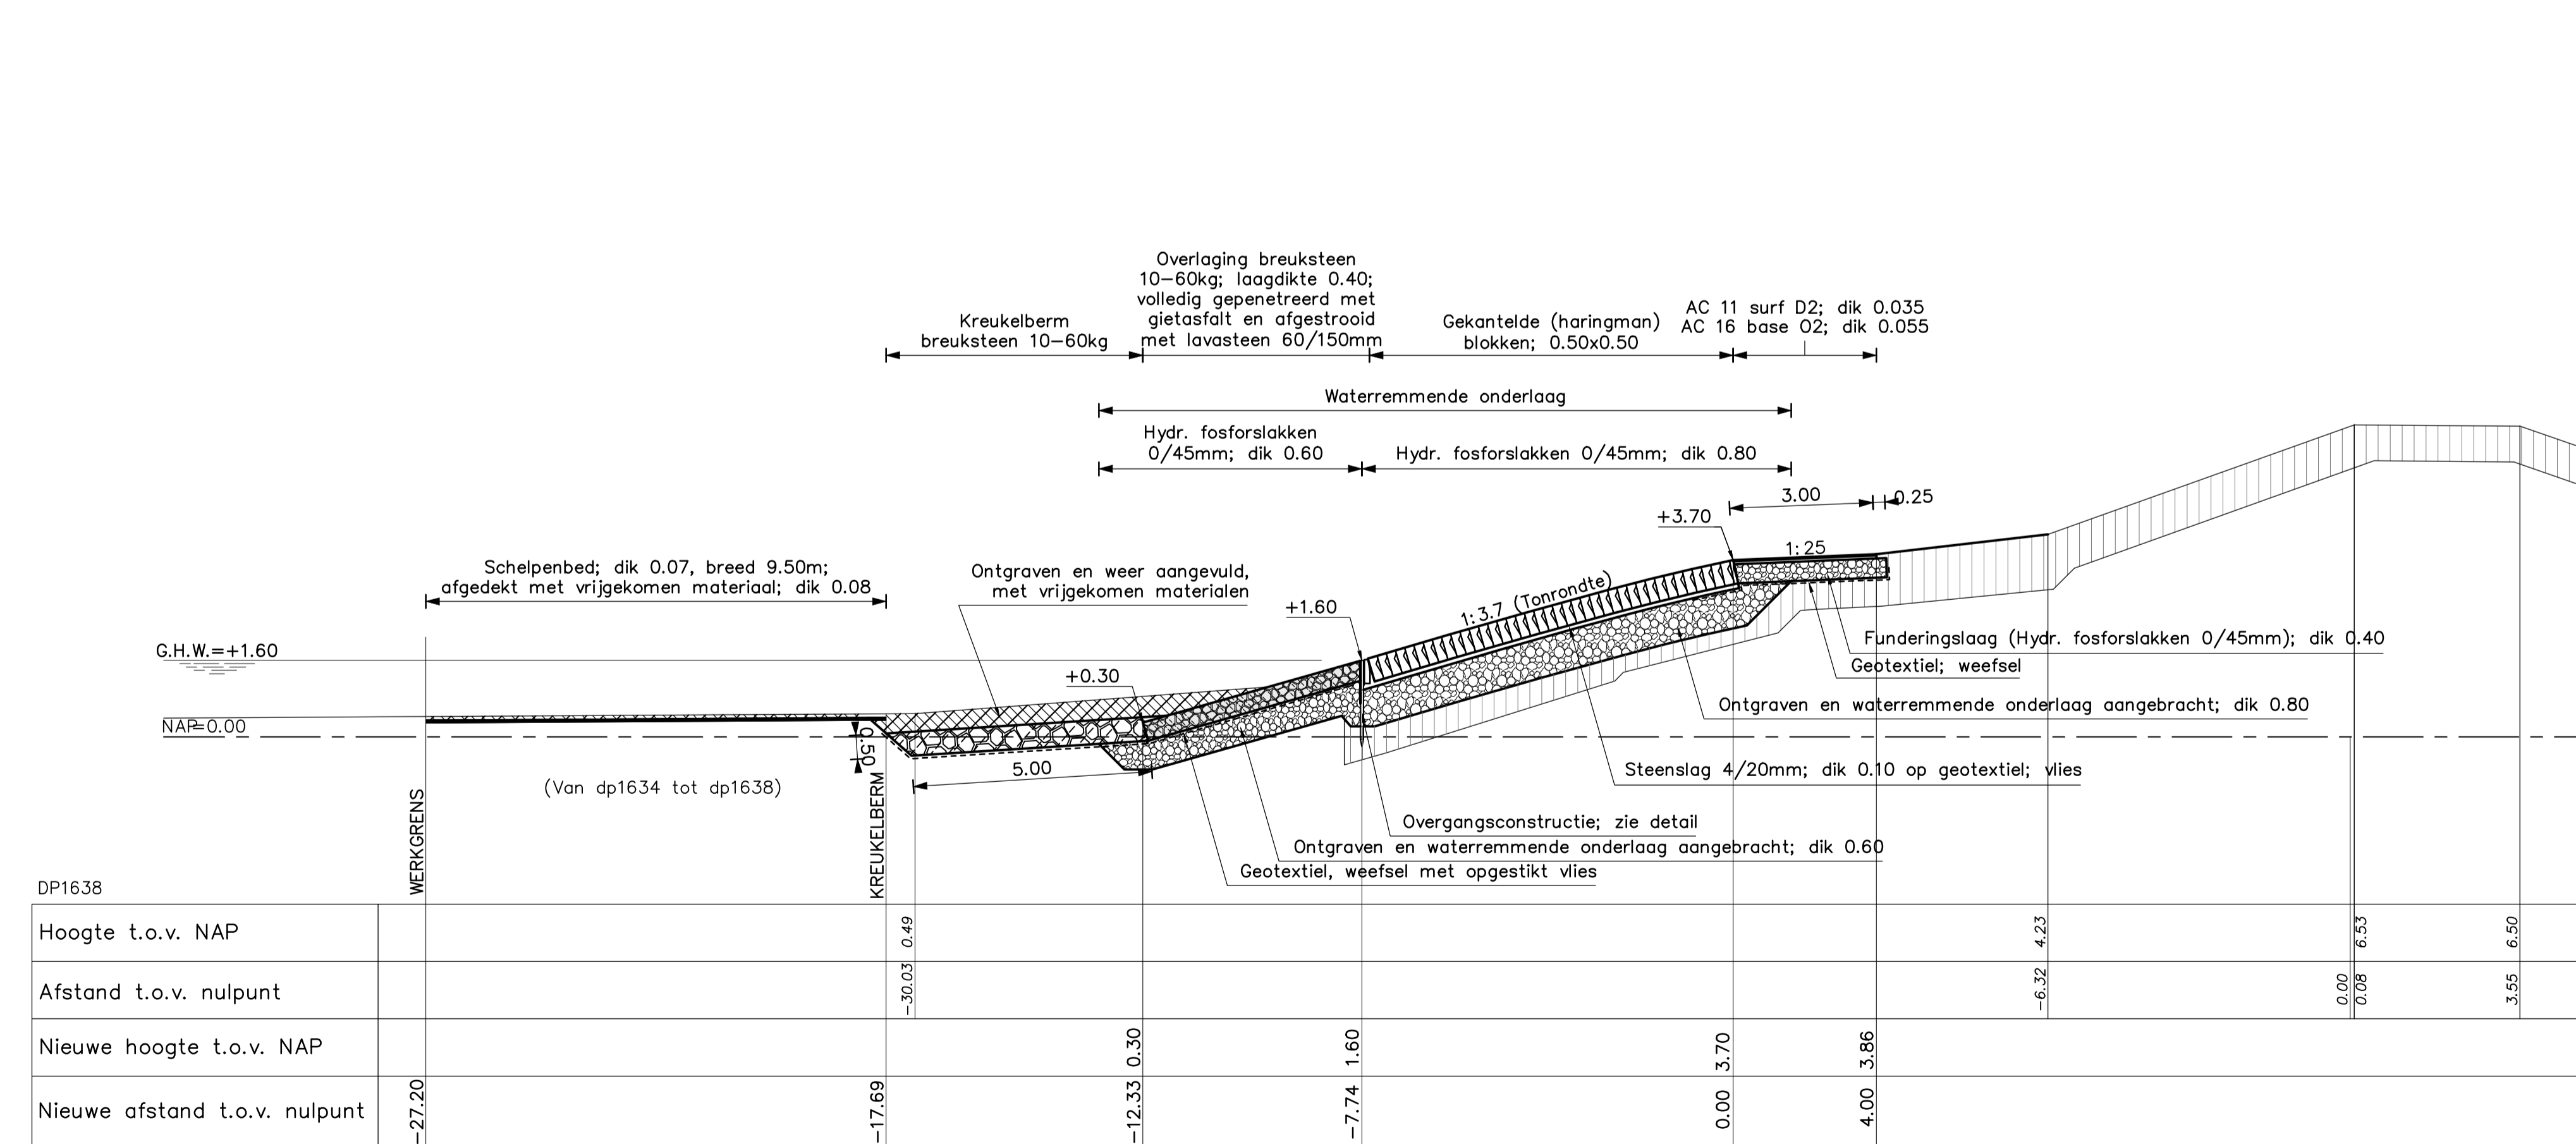 Overlaging breuksteen
10-60kg; laagdikte 0.40;
volledig gepenetreerd met
gietasfalt en afgestrooid
met lavasteen 60/150mm
Kreukelberm
breuksteen 10-60kg
Gekantelde (haringman)
blokken; 0.50x0.50
AC 11 surf D2; dik 0.035
AC 16 base O2; dik 0.055
Waterremmende onderlaag
Hydr. fosforslakken
0/45mm; dik 0.60
Hydr. fosforslakken 0/45mm; dik 0.80
3.00
0.25
+3.70
1:25
Schelpenbed; dik 0.07, breed 9.50m;
afgedekt met vrijgekomen materiaal; dik 0.08
Ontgraven en weer aangevuld,
met vrijgekomen materialen
1:3.7 (Tonrondte)
+1.60
G.H.W.=+1.60
+0.30
NAP=0.00
0.50
5.00
(Van dp1634 tot dp1638)
Funderingslaag (Hydr. fosforslakken 0/45mm); dik 0.40
Geotextiel; weefsel
Ontgraven en waterremmende onderlaag aangebracht; dik 0.80
Steenslag 4/20mm; dik 0.10 op geotextiel; vlies
Overgangsconstructie; zie detail
Ontgraven en waterremmende onderlaag aangebracht; dik 0.60
Geotextiel, weefsel met opgestikt vlies
WERKGRENS
KREUKELBERM
DP1638
Hoogte t.o.v. NAP
0.49
4.23
6.53
6.50
Afstand t.o.v. nulpunt
-30.03
-6.32
0.00
0.08
3.55
Nieuwe hoogte t.o.v. NAP
0.30
1.60
3.70
3.86
Nieuwe afstand t.o.v. nulpunt
-27.20
-17.69
-12.33
-7.74
0.00
4.00